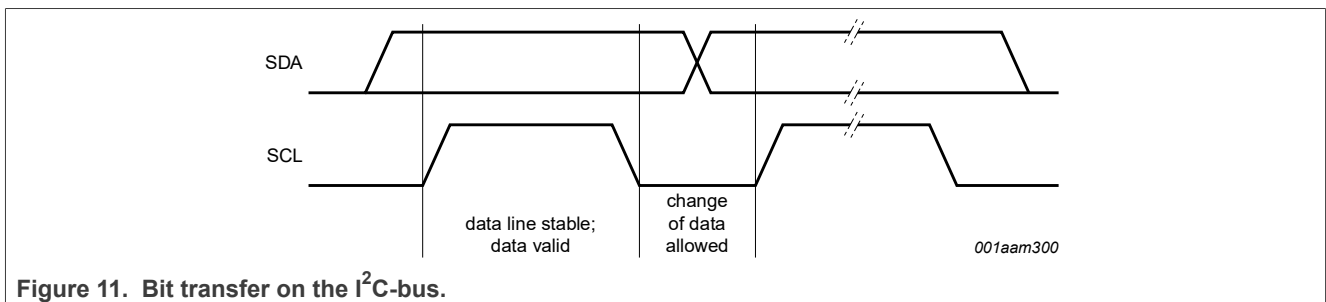 SDA
SCL
data line stable;
data valid
change
of data
allowed
001aam300
Figure 11. Bit transfer on the I²C-bus.